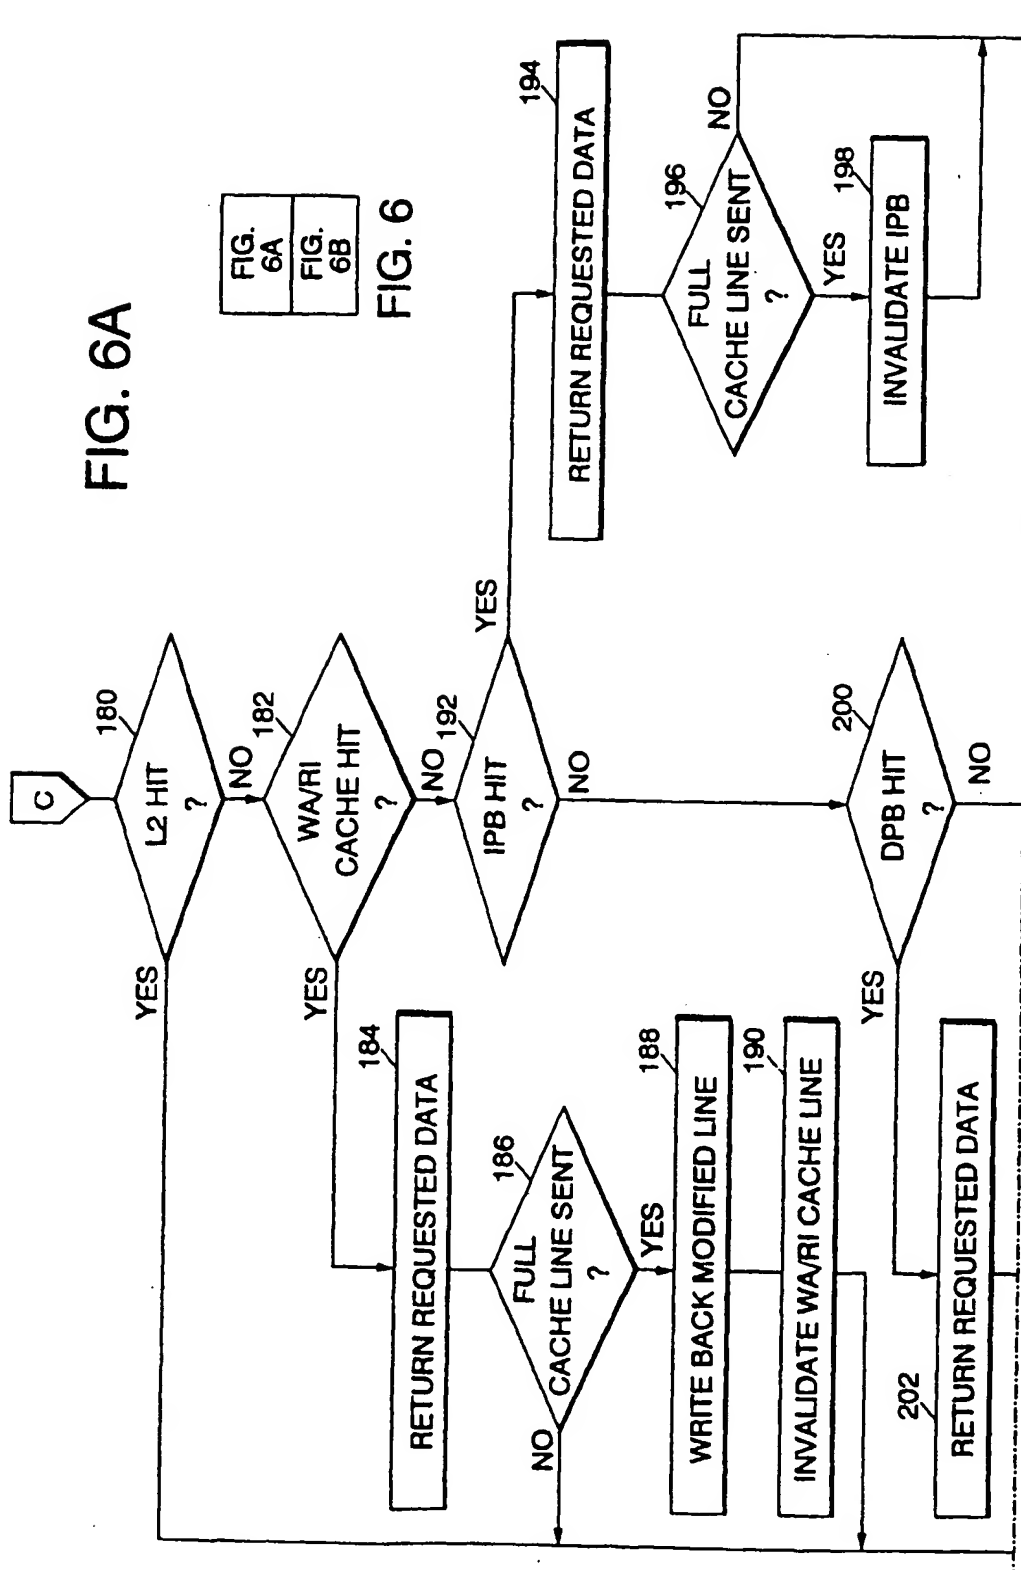 FIG. 6A
FIG.
6A
FIG.
6B
FIG. 6
C
180
L2 HIT
?
YES
NO
182
WA/RI
CACHE HIT
?
YES
NO
184
RETURN REQUESTED DATA
186
FULL
CACHE LINE SENT
?
NO
YES
188
WRITE BACK MODIFIED LINE
190
INVALIDATE WA/RI CACHE LINE
192
IPB HIT
?
YES
NO
194
RETURN REQUESTED DATA
196
FULL
CACHE LINE SENT
?
NO
YES
198
INVALIDATE IPB
200
DPB HIT
?
YES
NO
202
RETURN REQUESTED DATA